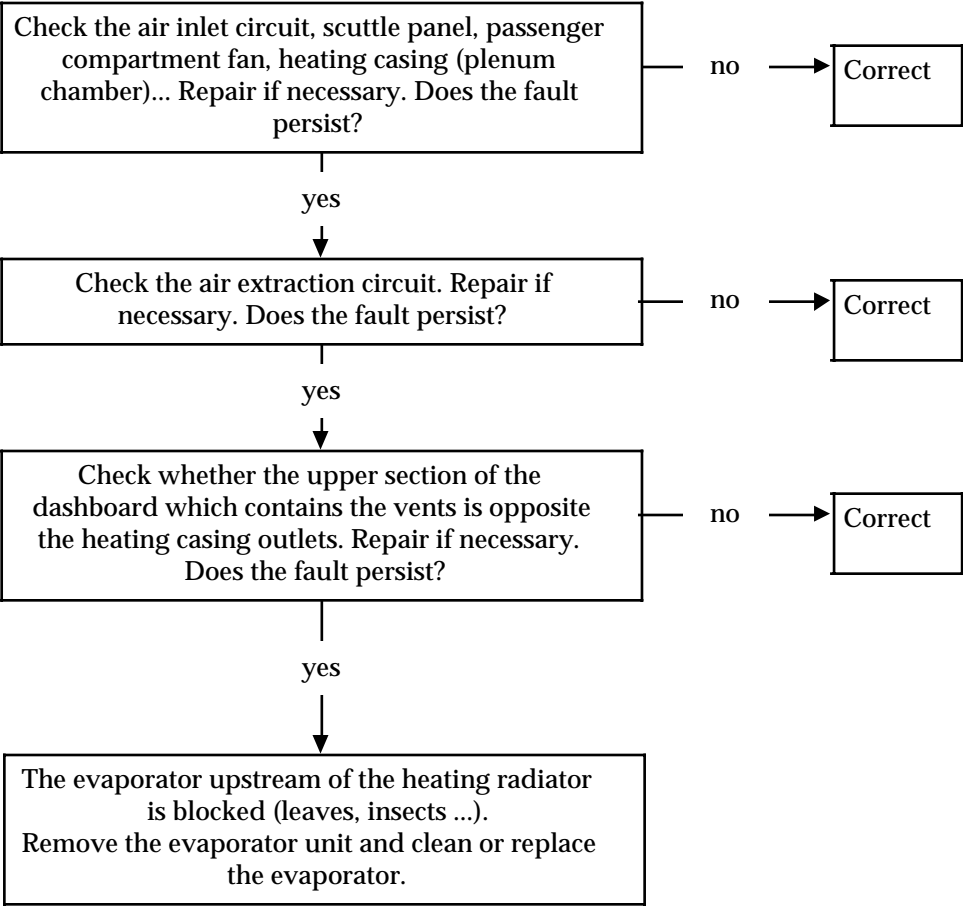 Check the air inlet circuit, scuttle panel, passenger
compartment fan, heating casing (plenum
chamber)... Repair if necessary. Does the fault
persist?
no
Correct
yes
Check the air extraction circuit. Repair if
necessary. Does the fault persist?
no
Correct
yes
Check whether the upper section of the
dashboard which contains the vents is opposite
the heating casing outlets. Repair if necessary.
Does the fault persist?
no
Correct
yes
The evaporator upstream of the heating radiator
is blocked (leaves, insects ...).
Remove the evaporator unit and clean or replace
the evaporator.